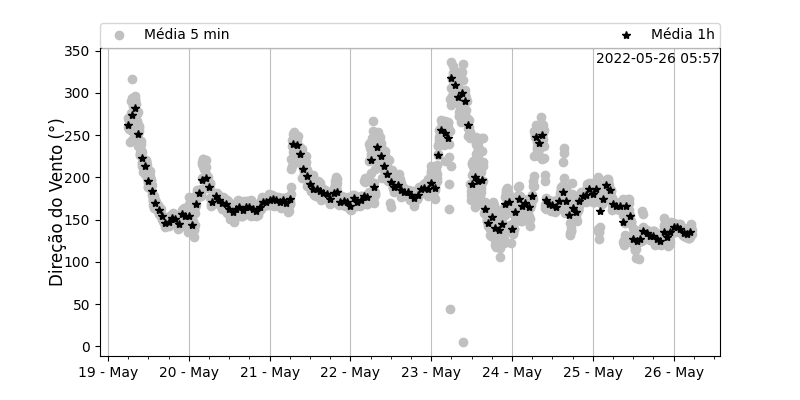 Média 5 min
Média 1h
2022-05-26 05:57
Direção do Vento (°)
350
300
250
200
150
100
50
0
19 - May
20 - May
21 - May
22 - May
23 - May
24 - May
25 - May
26 - May